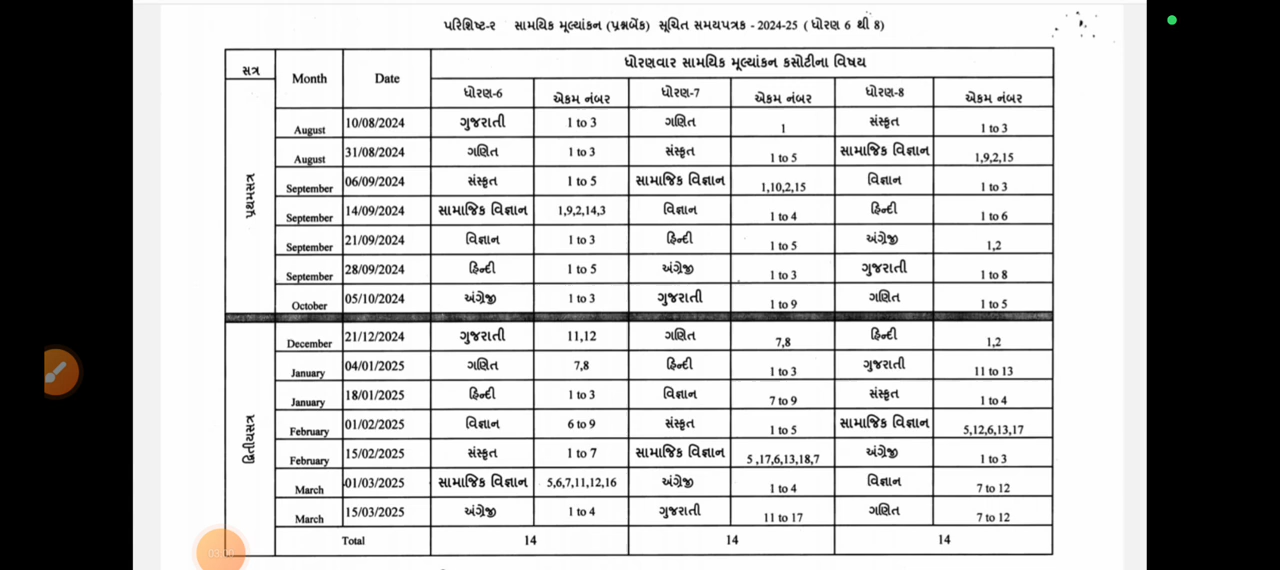 પરિશિષ્ટ-૨ સામયિક મૂલ્યાંકન (પ્રશ્નબેંક) સૂચિત સમયપત્રક - 2024-25 ( ધોરણ 6 થી 8)
સત્ર Month Date ધોરણવાર સામયિક મૂલ્યાંકન કસોટીના વિષય
ધોરણ-6 એકમ નંબર ધોરણ-7 એકમ નંબર ધોરણ-8 એકમ નંબર
પ્રથમસત્ર
August 10/08/2024 ગુજરાતી 1 to 3 ગણિત 1 સંસ્કૃત 1 to 3
August 31/08/2024 ગણિત 1 to 3 સંસ્કૃત 1 to 5 સામાજિક વિજ્ઞાન 1,9,2,15
September 06/09/2024 સંસ્કૃત 1 to 5 સામાજિક વિજ્ઞાન 1,10,2,15 વિજ્ઞાન 1 to 3
September 14/09/2024 સામાજિક વિજ્ઞાન 1,9,2,14,3 વિજ્ઞાન 1 to 4 હિન્દી 1 to 6
September 21/09/2024 વિજ્ઞાન 1 to 3 હિન્દી 1 to 5 અંગ્રેજી 1,2
September 28/09/2024 હિન્દી 1 to 5 અંગ્રેજી 1 to 3 ગુજરાતી 1 to 8
October 05/10/2024 અંગ્રેજી 1 to 3 ગુજરાતી 1 to 9 ગણિત 1 to 5
દ્વિતીયસત્ર
December 21/12/2024 ગુજરાતી 11,12 ગણિત 7,8 હિન્દી 1,2
January 04/01/2025 ગણિત 7,8 હિન્દી 1 to 3 ગુજરાતી 11 to 13
January 18/01/2025 હિન્દી 1 to 3 વિજ્ઞાન 7 to 9 સંસ્કૃત 1 to 4
February 01/02/2025 વિજ્ઞાન 6 to 9 સંસ્કૃત 1 to 5 સામાજિક વિજ્ઞાન 5,12,6,13,17
February 15/02/2025 સંસ્કૃત 1 to 7 સામાજિક વિજ્ઞાન 5 ,17,6,13,18,7 અંગ્રેજી 1 to 3
March 01/03/2025 સામાજિક વિજ્ઞાન 5,6,7,11,12,16 અંગ્રેજી 1 to 4 વિજ્ઞાન 7 to 12
March 15/03/2025 અંગ્રેજી 1 to 4 ગુજરાતી 11 to 17 ગણિત 7 to 12
Total 14 14 14
03:00